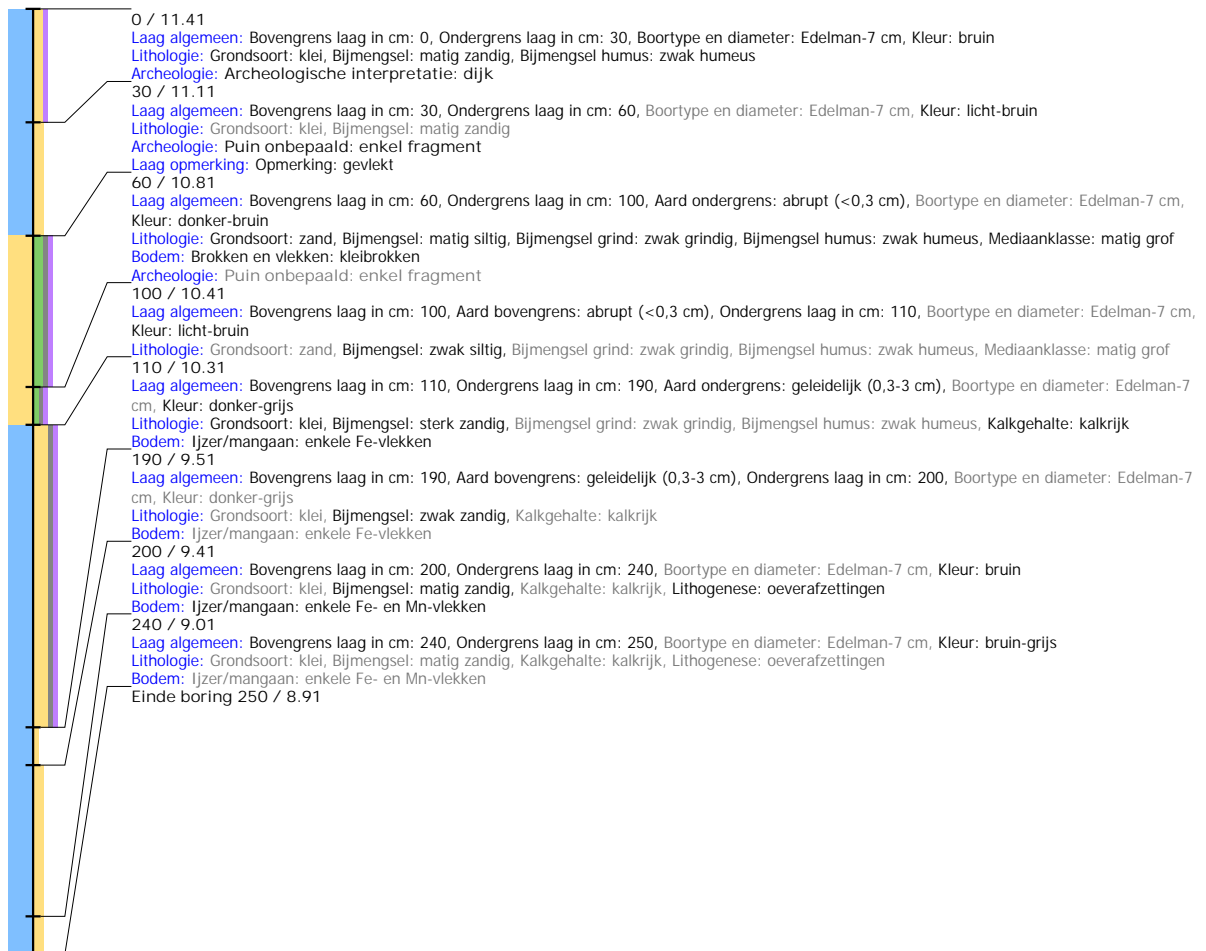 0 / 11.41
Laag algemeen: Bovengrens laag in cm: 0, Ondergrens laag in cm: 30, Boortype en diameter: Edelman-7 cm, Kleur: bruin
Lithologie: Grondsoort: klei, Bijmengsel: matig zandig, Bijmengsel humus: zwak humeus
Archeologie: Archeologische interpretatie: dijk
30 / 11.11
Laag algemeen: Bovengrens laag in cm: 30, Ondergrens laag in cm: 60, Boortype en diameter: Edelman-7 cm, Kleur: licht-bruin
Lithologie: Grondsoort: klei, Bijmengsel: matig zandig
Archeologie: Puin onbepaald: enkel fragment
Laag opmerking: Opmerking: gevlekt
60 / 10.81
Laag algemeen: Bovengrens laag in cm: 60, Ondergrens laag in cm: 100, Aard ondergrens: abrupt (<0,3 cm), Boortype en diameter: Edelman-7 cm,
Kleur: donker-bruin
Lithologie: Grondsoort: zand, Bijmengsel: matig siltig, Bijmengsel grind: zwak grindig, Bijmengsel humus: zwak humeus, Mediaanklasse: matig grof
Bodem: Brokken en vlekken: kleibrokken
Archeologie: Puin onbepaald: enkel fragment
100 / 10.41
Laag algemeen: Bovengrens laag in cm: 100, Aard bovengrens: abrupt (<0,3 cm), Ondergrens laag in cm: 110, Boortype en diameter: Edelman-7 cm,
Kleur: licht-bruin
Lithologie: Grondsoort: zand, Bijmengsel: zwak siltig, Bijmengsel grind: zwak grindig, Bijmengsel humus: zwak humeus, Mediaanklasse: matig grof
110 / 10.31
Laag algemeen: Bovengrens laag in cm: 110, Ondergrens laag in cm: 190, Aard ondergrens: geleidelijk (0,3-3 cm), Boortype en diameter: Edelman-7
cm, Kleur: donker-grijs
Lithologie: Grondsoort: klei, Bijmengsel: sterk zandig, Bijmengsel grind: zwak grindig, Bijmengsel humus: zwak humeus, Kalkgehalte: kalkrijk
Bodem: Ijzer/mangaan: enkele Fe-vlekken
190 / 9.51
Laag algemeen: Bovengrens laag in cm: 190, Aard bovengrens: geleidelijk (0,3-3 cm), Ondergrens laag in cm: 200, Boortype en diameter: Edelman-7
cm, Kleur: donker-grijs
Lithologie: Grondsoort: klei, Bijmengsel: zwak zandig, Kalkgehalte: kalkrijk
Bodem: Ijzer/mangaan: enkele Fe-vlekken
200 / 9.41
Laag algemeen: Bovengrens laag in cm: 200, Ondergrens laag in cm: 240, Boortype en diameter: Edelman-7 cm, Kleur: bruin
Lithologie: Grondsoort: klei, Bijmengsel: matig zandig, Kalkgehalte: kalkrijk, Lithogenese: oeverafzettingen
Bodem: Ijzer/mangaan: enkele Fe- en Mn-vlekken
240 / 9.01
Laag algemeen: Bovengrens laag in cm: 240, Ondergrens laag in cm: 250, Boortype en diameter: Edelman-7 cm, Kleur: bruin-grijs
Lithologie: Grondsoort: klei, Bijmengsel: matig zandig, Kalkgehalte: kalkrijk, Lithogenese: oeverafzettingen
Bodem: Ijzer/mangaan: enkele Fe- en Mn-vlekken
Einde boring 250 / 8.91